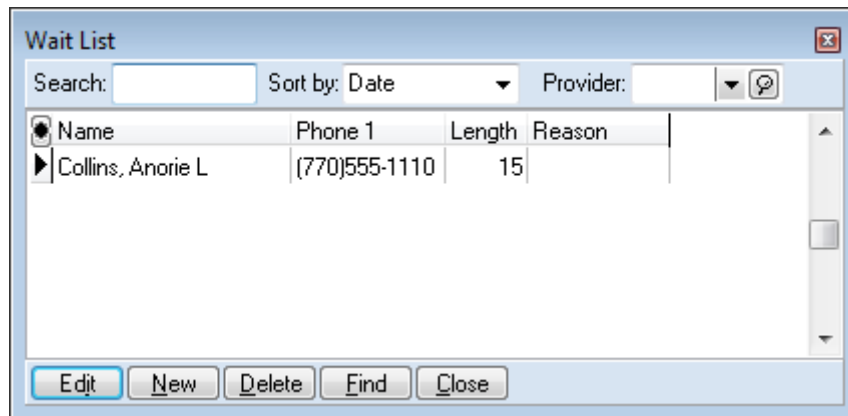 Wait List
Search: Sort by: Date Provider:
Name Phone 1 Length Reason
Collins, Anorie L (770)555-1110 15
Edit New Delete Find Close